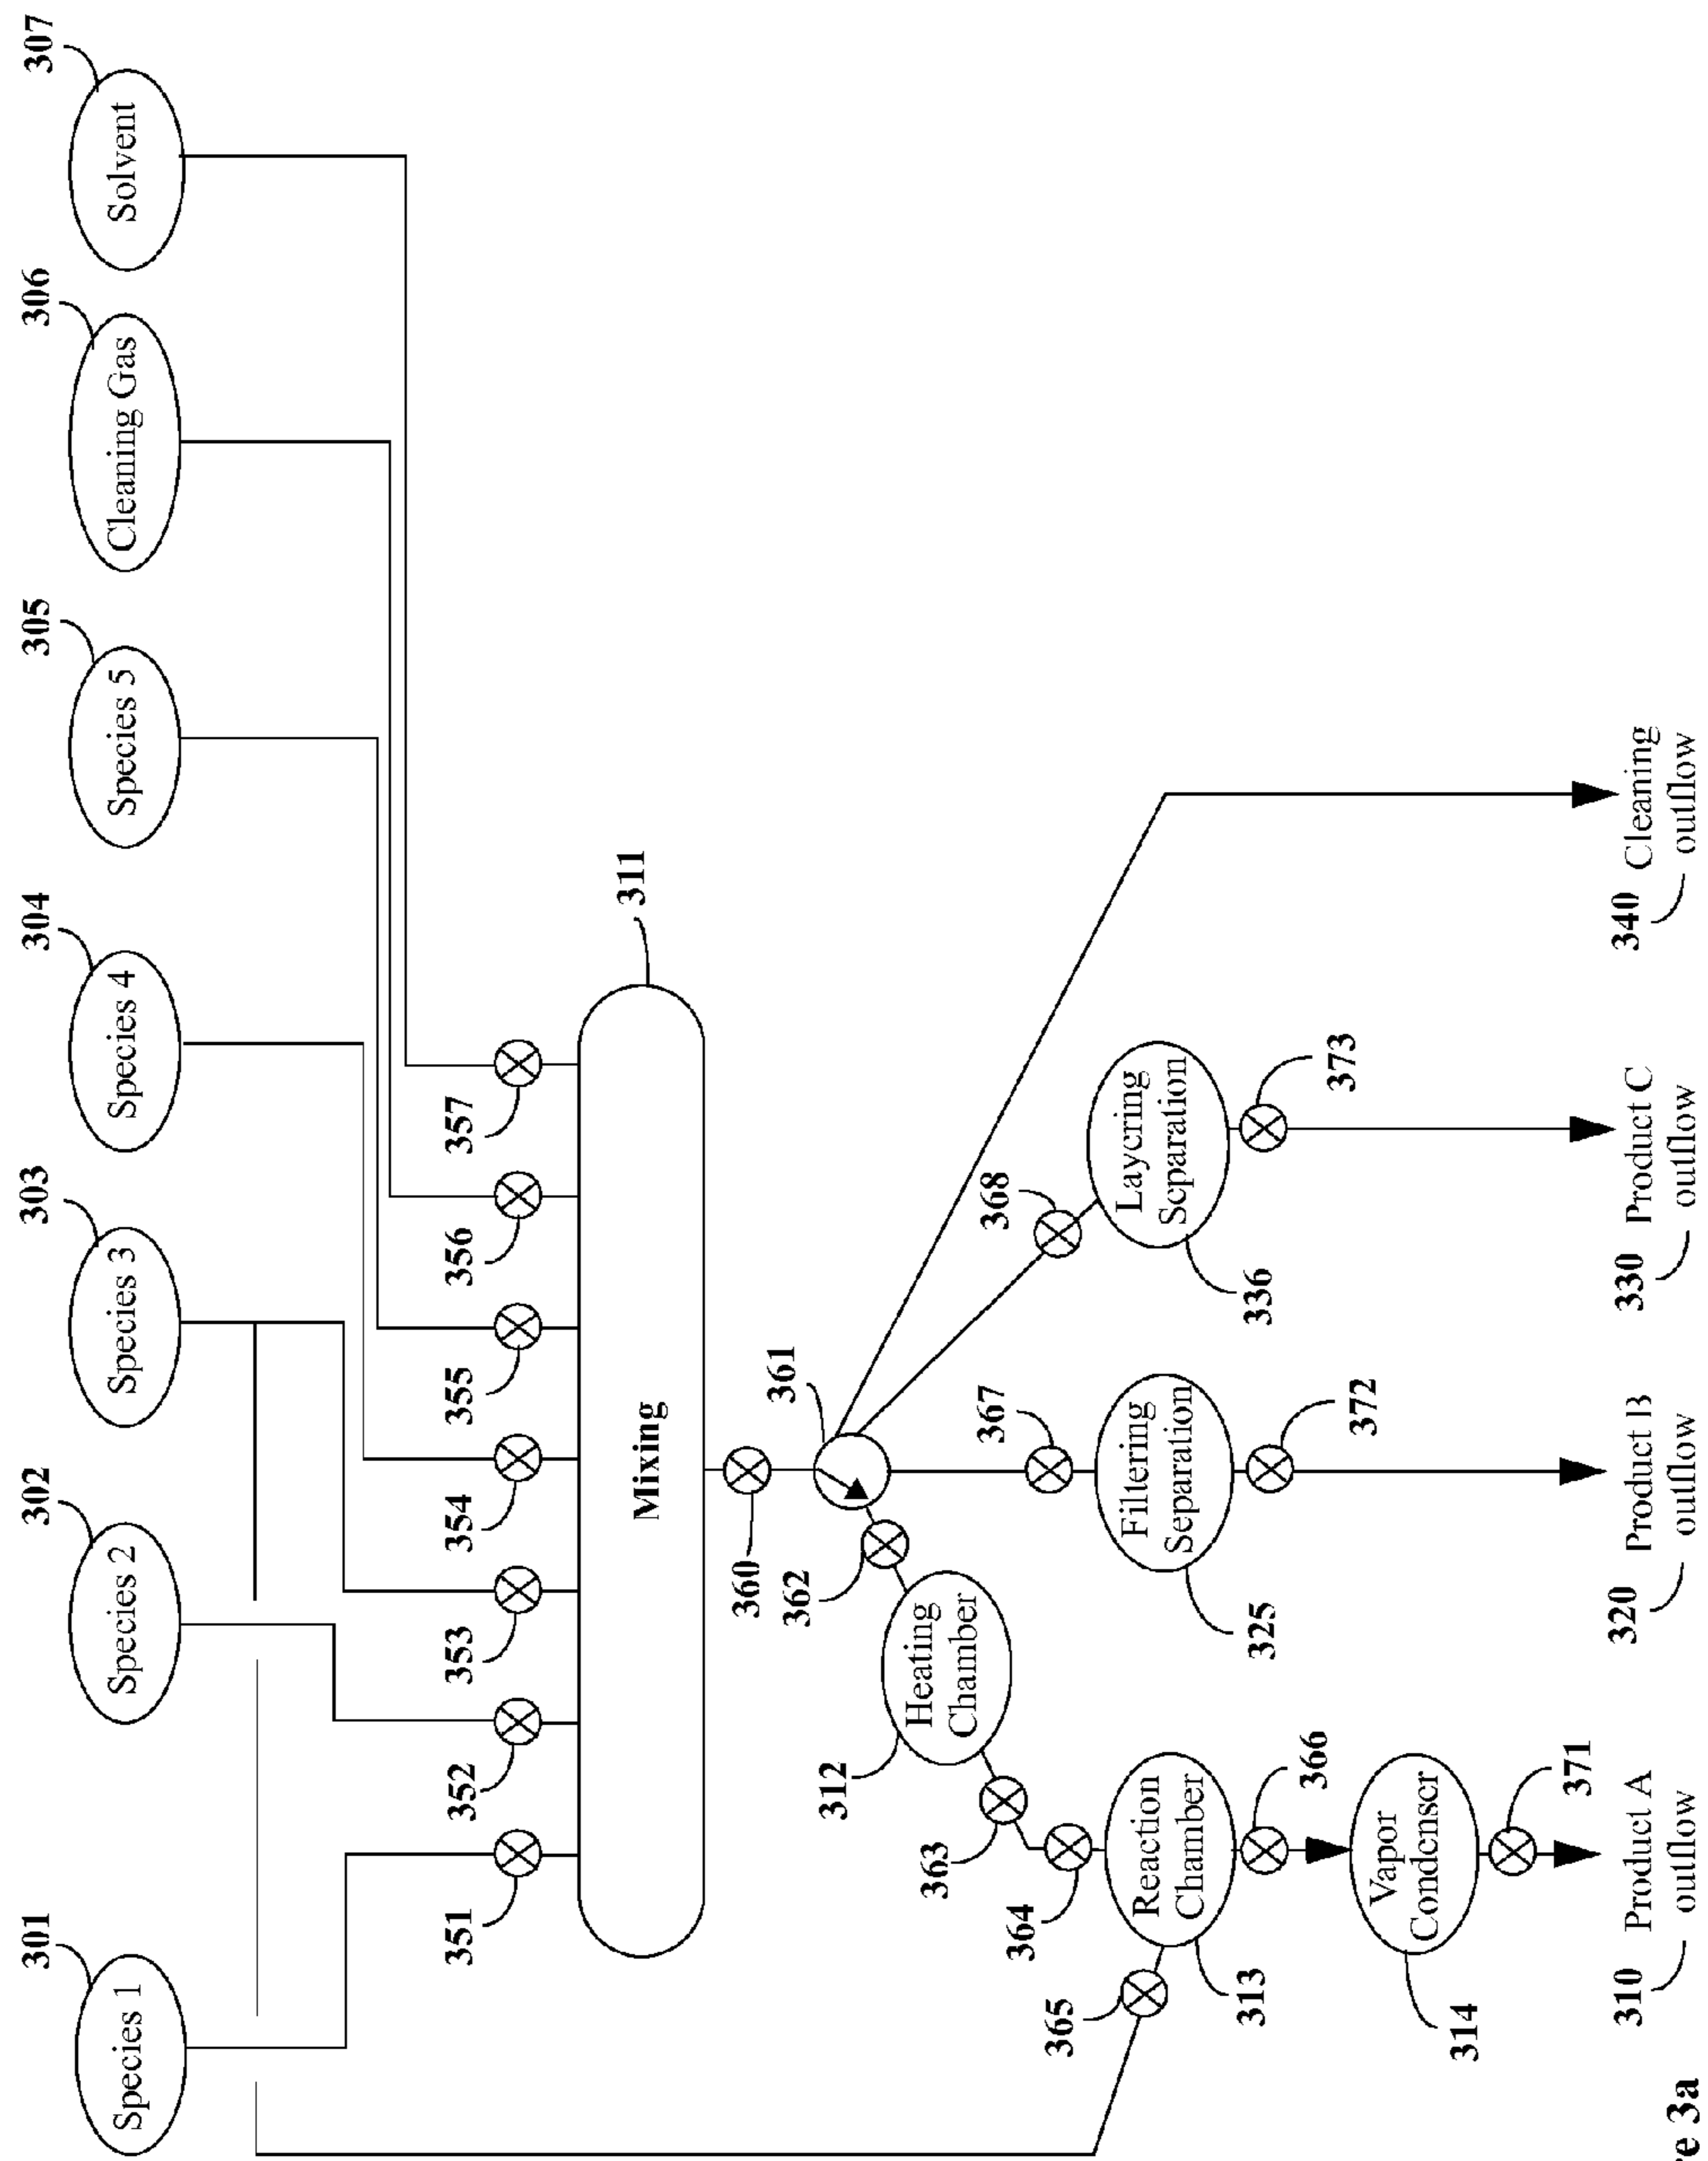 301 302 303 304 305 306 307
Species 1
Species 2
Species 3
Species 4
Species 5
Cleaning Gas
Solvent
351 352 353 354 355 356 357
311
Mixing
360
361
362
312
Heating
Chamber
363
364
365
Reaction
Chamber
313
366
Vapor
Condenser
314
371
367
Filtering
Separation
325
372
368
Layering
Separation
336
373
310 Product A
outflow
320 Product B
outflow
330 Product C
outflow
340 Cleaning
outflow
re 3a